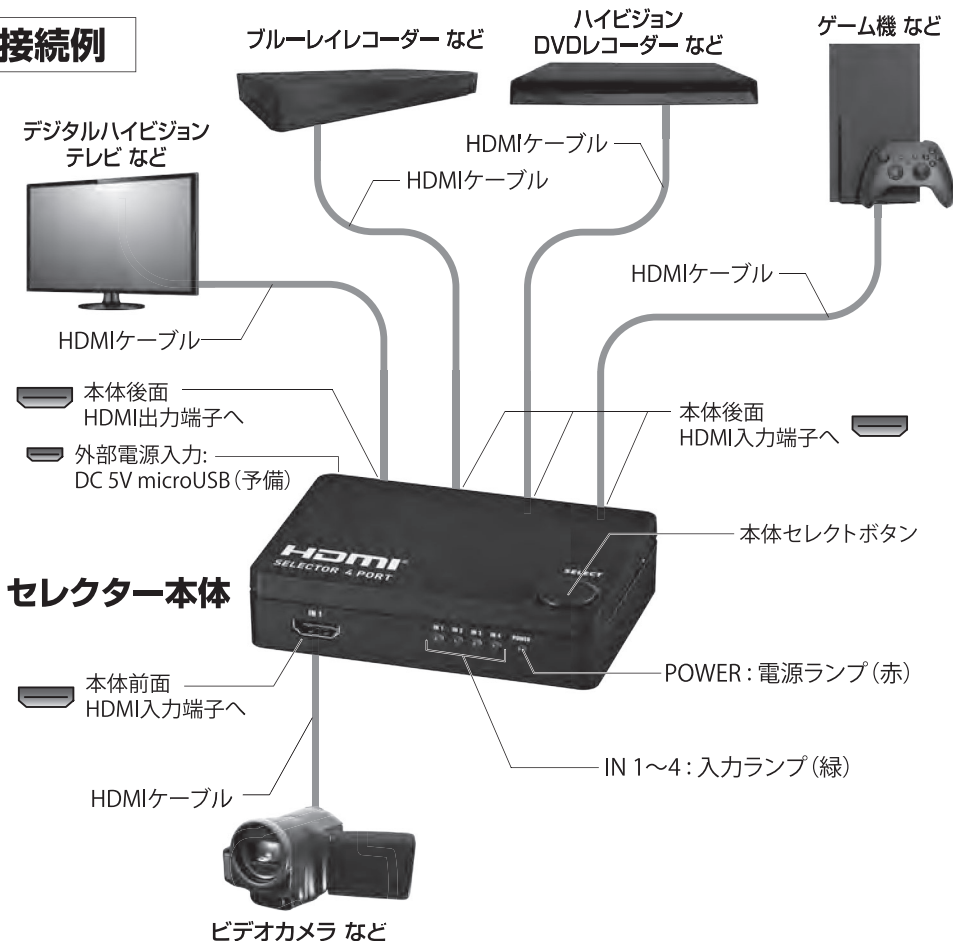 接続例
ブルーレイレコーダー など
ハイビジョン
DVDレコーダー など
ゲーム機 など
デジタルハイビジョン
テレビ など
HDMIケーブル
HDMIケーブル
HDMIケーブル
HDMIケーブル
本体後面
HDMI出力端子へ
外部電源入力:
DC 5V microUSB（予備）
本体後面
HDMI入力端子へ
本体セレクトボタン
HDMI
SELECTOR 4 PORT
SELECT
セレクター本体
IN 1
IN 1 IN 2 IN 3 IN 4 POWER
POWER : 電源ランプ（赤）
本体前面
HDMI入力端子へ
IN 1〜4 : 入力ランプ（緑）
HDMIケーブル
ビデオカメラ など